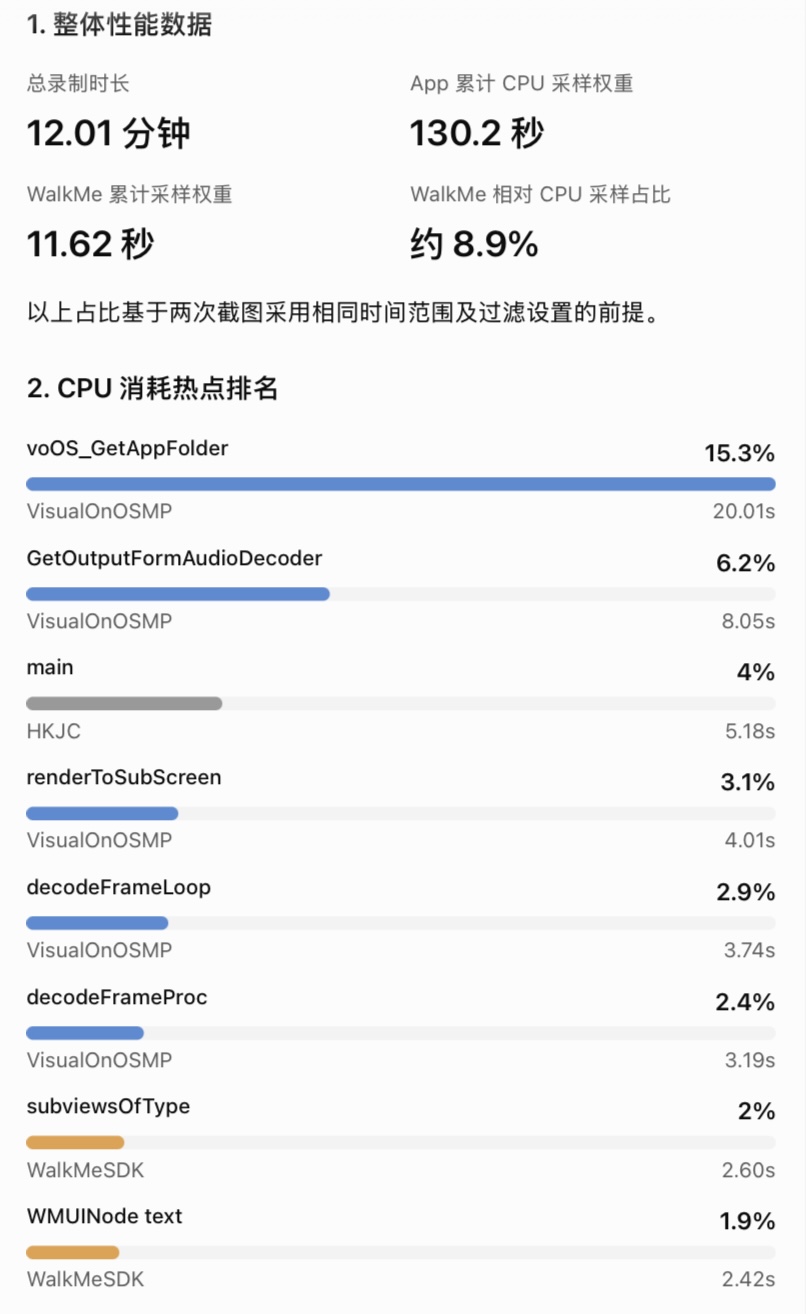 1. 整体性能数据
总录制时长
App 累计 CPU 采样权重
12.01 分钟
130.2 秒
WalkMe 累计采样权重
WalkMe 相对 CPU 采样占比
11.62 秒
约 8.9%
以上占比基于两次截图采用相同时间范围及过滤设置的前提。
2. CPU 消耗热点排名
voOS_GetAppFolder
15.3%
VisualOnOSMP
20.01s
GetOutputFormAudioDecoder
6.2%
VisualOnOSMP
8.05s
main
4%
HKJC
5.18s
renderToSubScreen
3.1%
VisualOnOSMP
4.01s
decodeFrameLoop
2.9%
VisualOnOSMP
3.74s
decodeFrameProc
2.4%
VisualOnOSMP
3.19s
subviewsOfType
2%
WalkMeSDK
2.60s
WMUINode text
1.9%
WalkMeSDK
2.42s